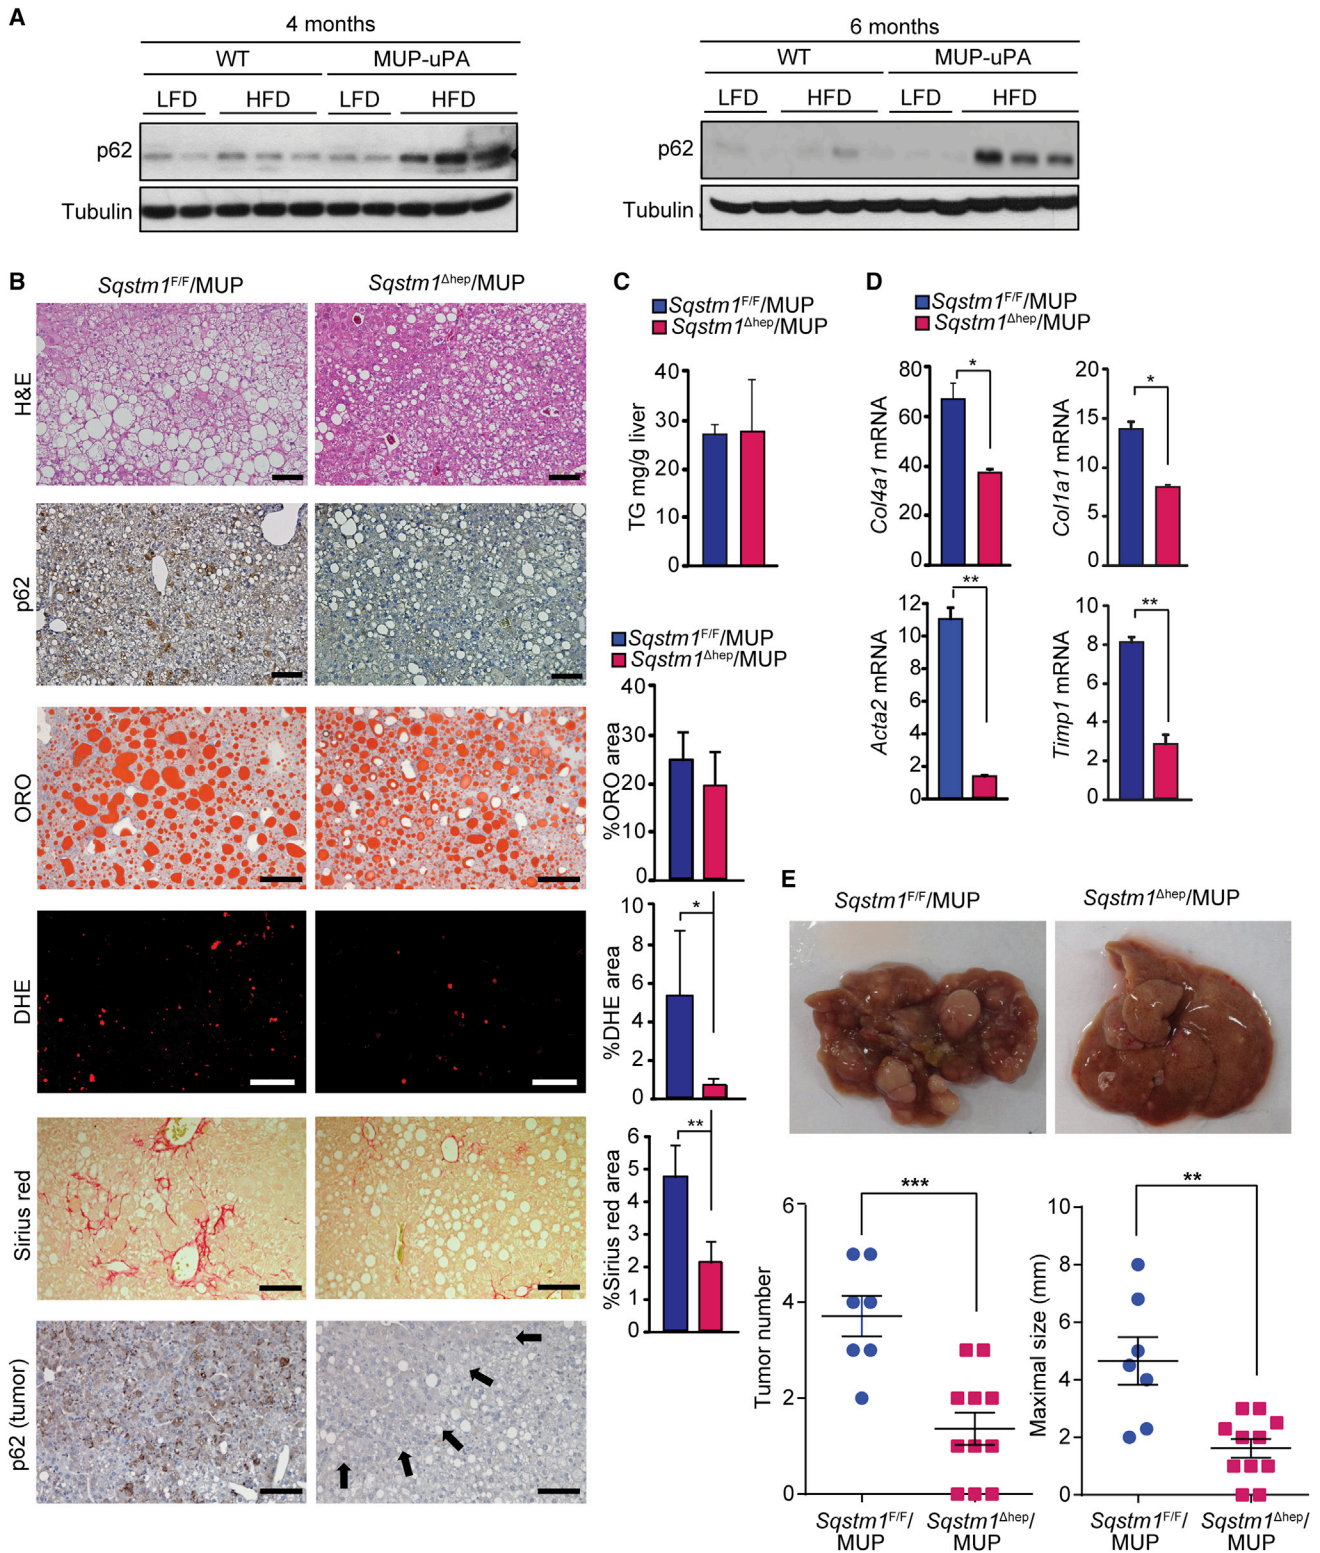 A
4 months
WT MUP-uPA
LFD HFD LFD HFD
p62
Tubulin
6 months
WT MUP-uPA
LFD HFD LFD HFD
p62
Tubulin
B
Sqstm1F/F/MUP Sqstm1Δhep/MUP
H&E
p62
ORO
DHE
Sirius red
p62 (tumor)
C
Sqstm1F/F/MUP
Sqstm1Δhep/MUP
TG mg/g liver
40
30
20
10
0
Sqstm1F/F/MUP
Sqstm1Δhep/MUP
%ORO area
40
30
20
10
0
%DHE area
10
8
6
4
2
0
*
%Sirius red area
6
5
4
3
2
1
0
**
D
Sqstm1F/F/MUP
Sqstm1Δhep/MUP
Col4a1 mRNA
80
60
40
20
0
*
Col1a1 mRNA
20
15
10
5
0
*
Acta2 mRNA
12
10
8
6
4
2
0
**
Timp1 mRNA
10
8
6
4
2
0
**
E
Sqstm1F/F/MUP Sqstm1Δhep/MUP
Tumor number
6
4
2
0
***
Sqstm1F/F/ Sqstm1Δhep/
MUP MUP
Maximal size (mm)
10
8
6
4
2
0
**
Sqstm1F/F/ Sqstm1Δhep/
MUP MUP